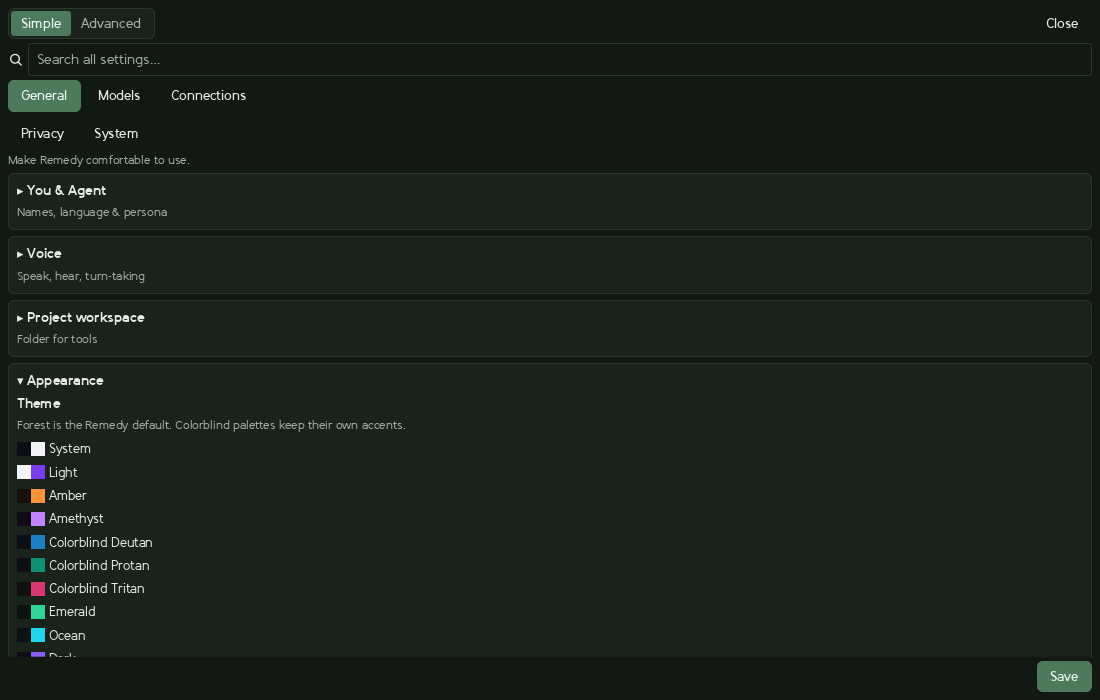 Simple Advanced Close
Search all settings...
General Models Connections
Privacy System
Make Remedy comfortable to use.
▸ You & Agent
Names, language & persona
▸ Voice
Speak, hear, turn-taking
▸ Project workspace
Folder for tools
▾ Appearance
Theme
Forest is the Remedy default. Colorblind palettes keep their own accents.
System
Light
Amber
Amethyst
Colorblind Deutan
Colorblind Protan
Colorblind Tritan
Emerald
Ocean
Save